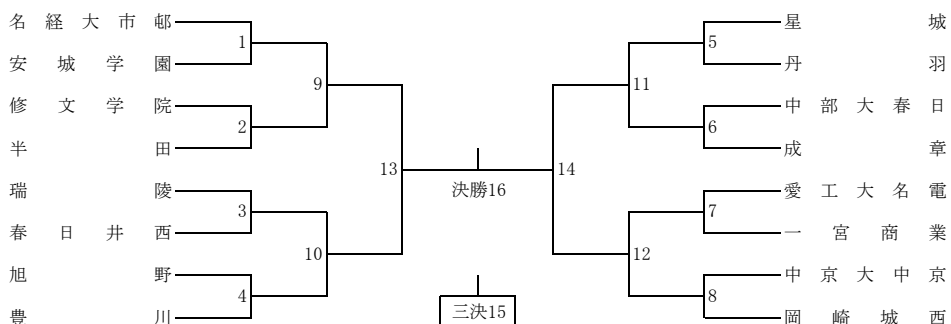 名経大市邨
1
安城学園
9
修文学院
2
半田
13
瑞陵
3
春日井西
10
旭野
4
豊川
決勝16
三決15
星城
5
丹羽
11
中部大春日
6
成章
14
愛工大名電
7
一宮商業
12
中京大中京
8
岡崎城西